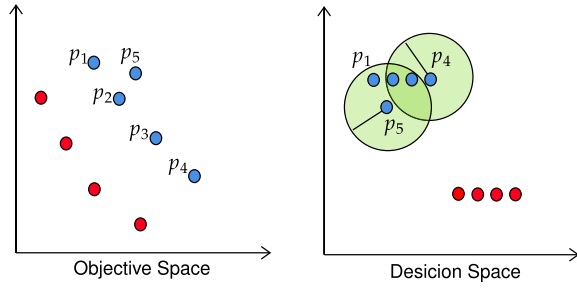 p1
p5
p2
p3
p4
Objective Space
p1
p4
p5
Desicion Space